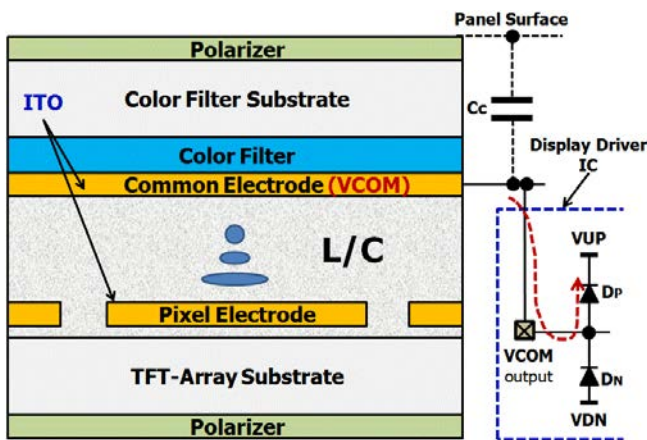 Polarizer
Color Filter Substrate
ITO
Color Filter
Common Electrode (VCOM)
L/C
Pixel Electrode
TFT-Array Substrate
Polarizer
Panel Surface
Cc
Display Driver
IC
VUP
DP
VCOM
output
DN
VDN